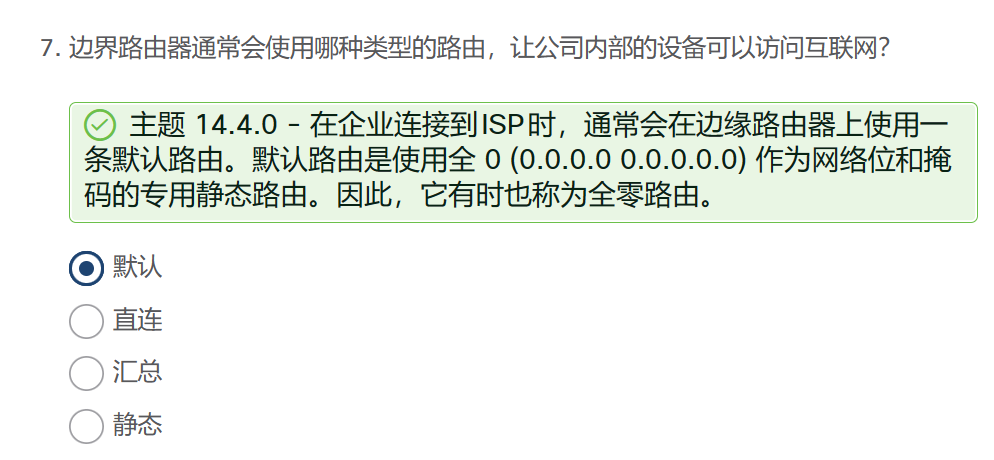 7. 边界路由器通常会使用哪种类型的路由，让公司内部的设备可以访问互联网？
主题 14.4.0 - 在企业连接到ISP时，通常会在边缘路由器上使用一
条默认路由。默认路由是使用全 0 (0.0.0.0 0.0.0.0.0) 作为网络位和掩
码的专用静态路由。因此，它有时也称为全零路由。
默认
直连
汇总
静态